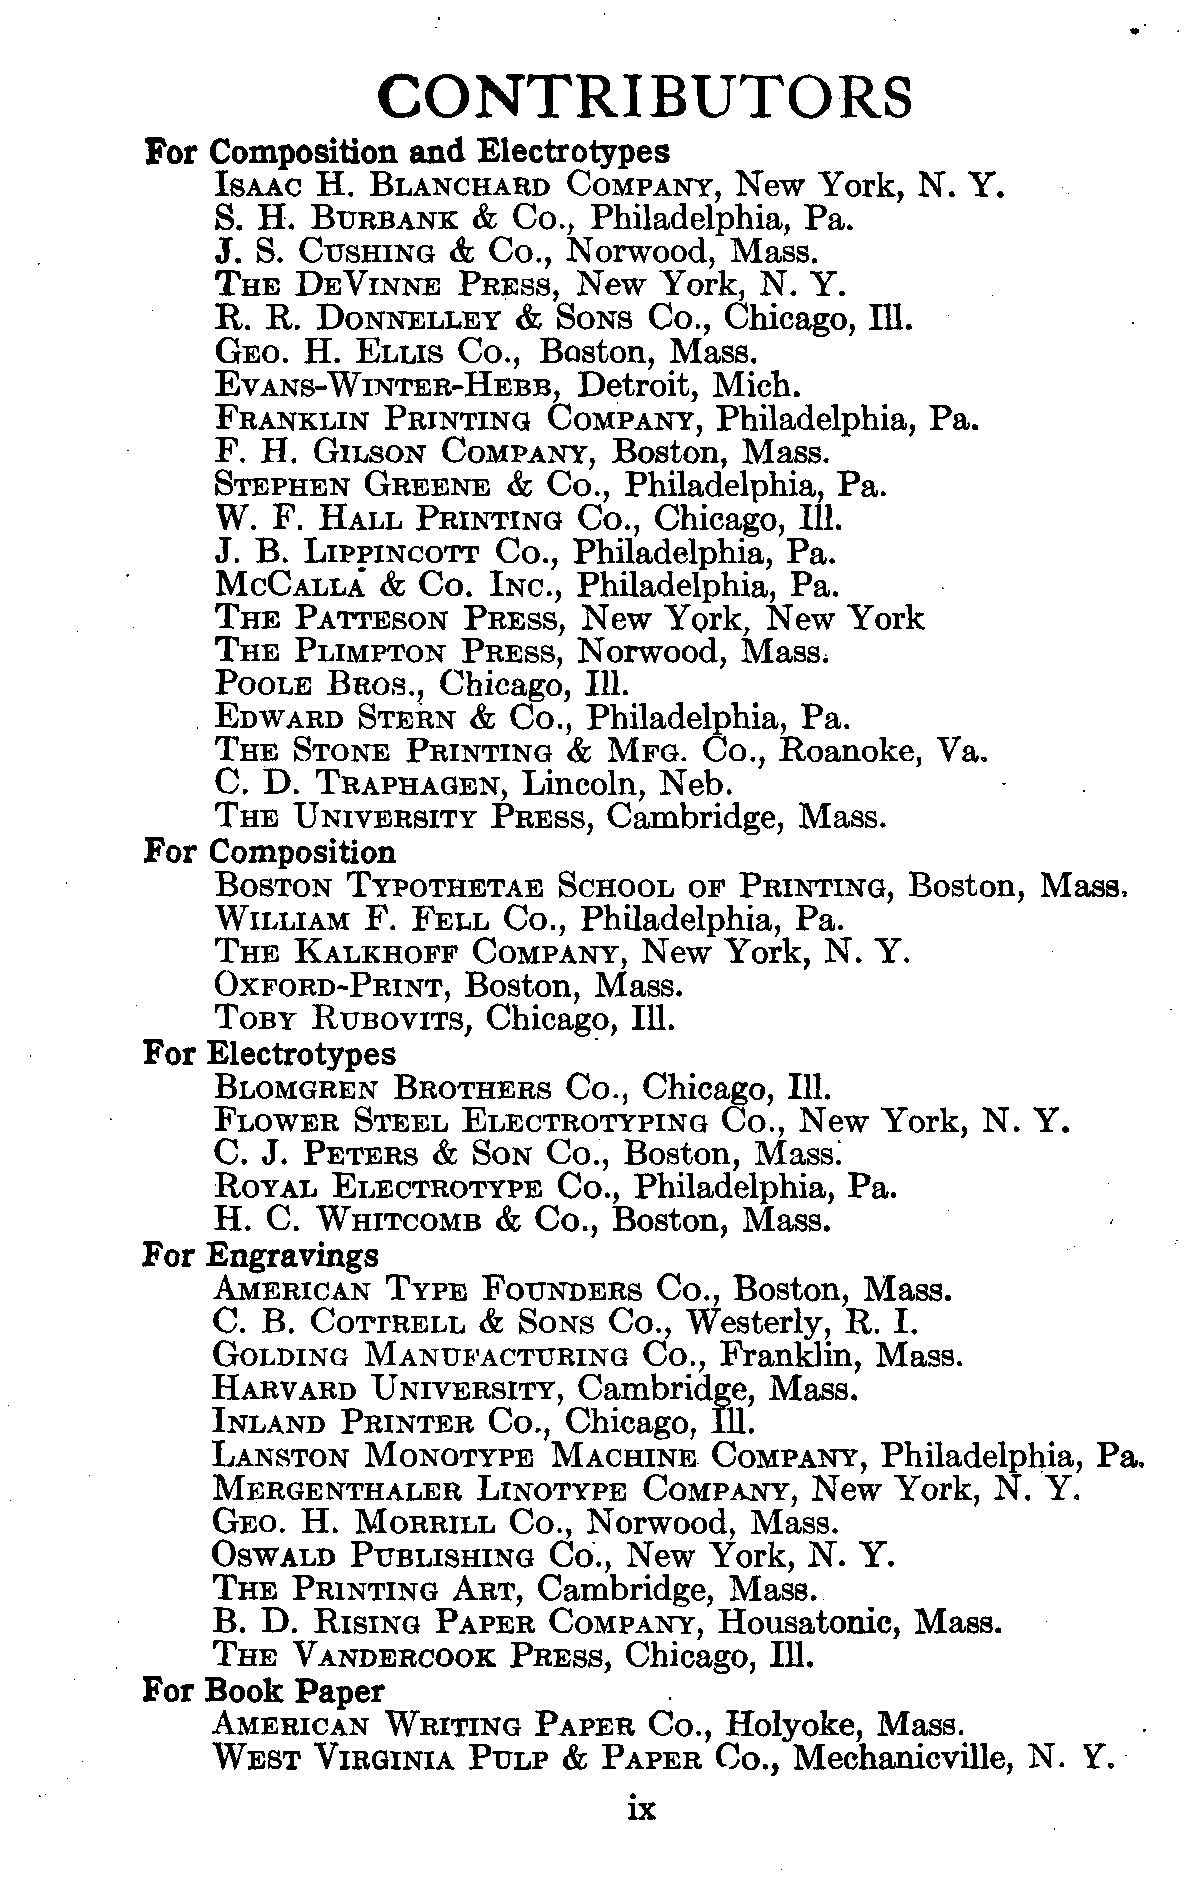 CONTRIBUTORS
For Composition and Electrotypes
Isaac H. Blanchard Company, New York, N. Y.
S. H. Burbank & Co., Philadelphia, Pa.
J. S. Cushing & Co., Norwood, Mass.
The DeVinne Press, New York, N. Y.
R. R. Donnelley & Sons Co., Chicago, Ill.
Geo. H. Ellis Co., Boston, Mass.
Evans-Winter-Hebb, Detroit, Mich.
Franklin Printing Company, Philadelphia, Pa.
F. H. Gilson Company, Boston, Mass.
Stephen Greene & Co., Philadelphia, Pa.
W. F. Hall Printing Co., Chicago, Ill.
J. B. Lippincott Co., Philadelphia, Pa.
McCalla & Co. Inc., Philadelphia, Pa.
The Patteson Press, New York, New York
The Plimpton Press, Norwood, Mass.
Poole Bros., Chicago, Ill.
Edward Stern & Co., Philadelphia, Pa.
The Stone Printing & Mfg. Co., Roanoke, Va.
C. D. Traphagen, Lincoln, Neb.
The University Press, Cambridge, Mass.
For Composition
Boston Typothetae School of Printing, Boston, Mass.
William F. Fell Co., Philadelphia, Pa.
The Kalkhoff Company, New York, N. Y.
Oxford-Print, Boston, Mass.
Toby Rubovits, Chicago, Ill.
For Electrotypes
Blomgren Brothers Co., Chicago, Ill.
Flower Steel Electrotyping Co., New York, N. Y.
C. J. Peters & Son Co., Boston, Mass.
Royal Electrotype Co., Philadelphia, Pa.
H. C. Whitcomb & Co., Boston, Mass.
For Engravings
American Type Founders Co., Boston, Mass.
C. B. Cottrell & Sons Co., Westerly, R. I.
Golding Manufacturing Co., Franklin, Mass.
Harvard University, Cambridge, Mass.
Inland Printer Co., Chicago, Ill.
Lanston Monotype Machine Company, Philadelphia, Pa.
Mergenthaler Linotype Company, New York, N. Y.
Geo. H. Morrill Co., Norwood, Mass.
Oswald Publishing Co., New York, N. Y.
The Printing Art, Cambridge, Mass.
B. D. Rising Paper Company, Housatonic, Mass.
The Vandercook Press, Chicago, Ill.
For Book Paper
American Writing Paper Co., Holyoke, Mass.
West Virginia Pulp & Paper Co., Mechanicville, N. Y.
ix